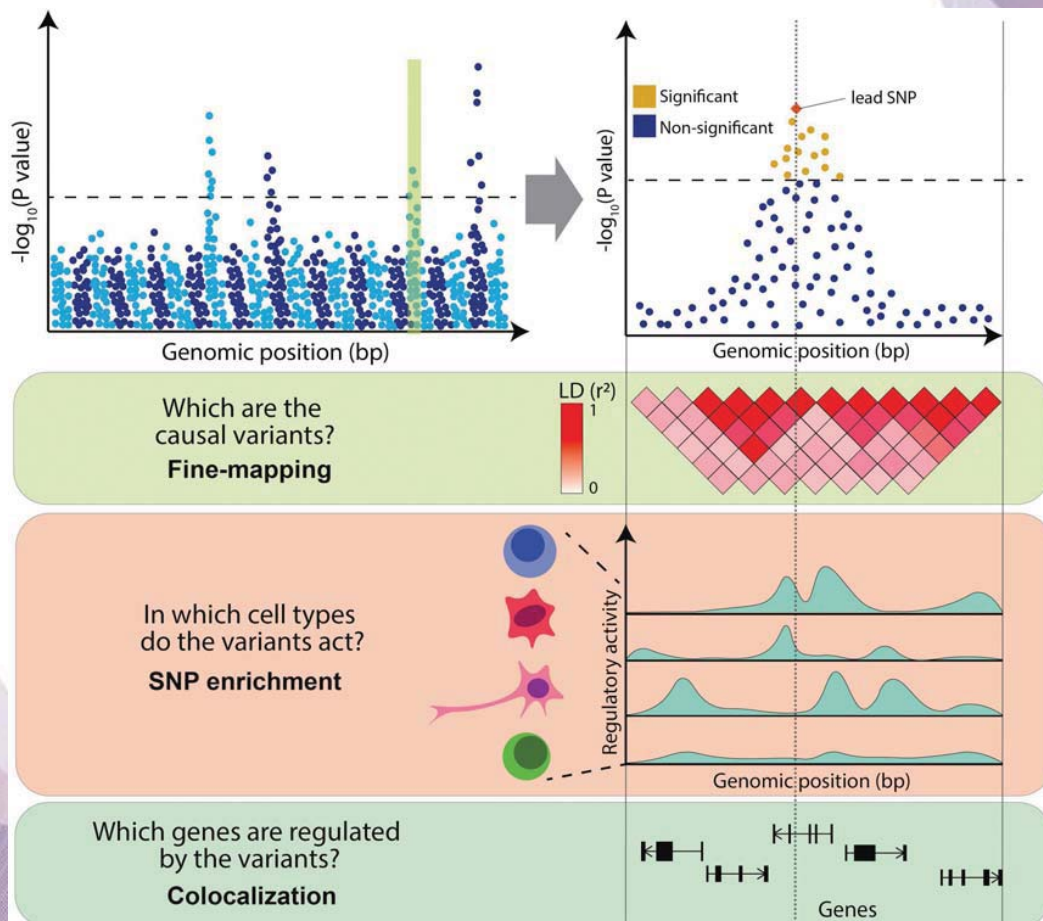 -log10(P value)
Genomic position (bp)
Significant
Non-significant
lead SNP
-log10(P value)
Genomic position (bp)
Which are the
causal variants?
Fine-mapping
LD (r²)
1
0
In which cell types
do the variants act?
SNP enrichment
Regulatory activity
Genomic position (bp)
Which genes are regulated
by the variants?
Colocalization
Genes